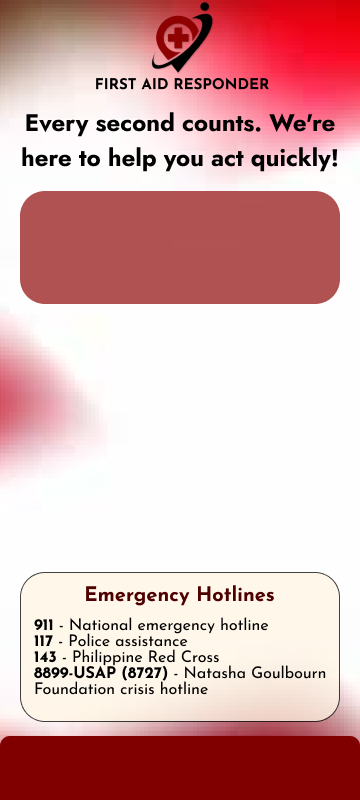 FIRST AID RESPONDER
Every second counts. We're
here to help you act quickly!
Emergency Hotlines
911 - National emergency hotline
117 - Police assistance
143 - Philippine Red Cross
8899-USAP (8727) - Natasha Goulbourn
Foundation crisis hotline